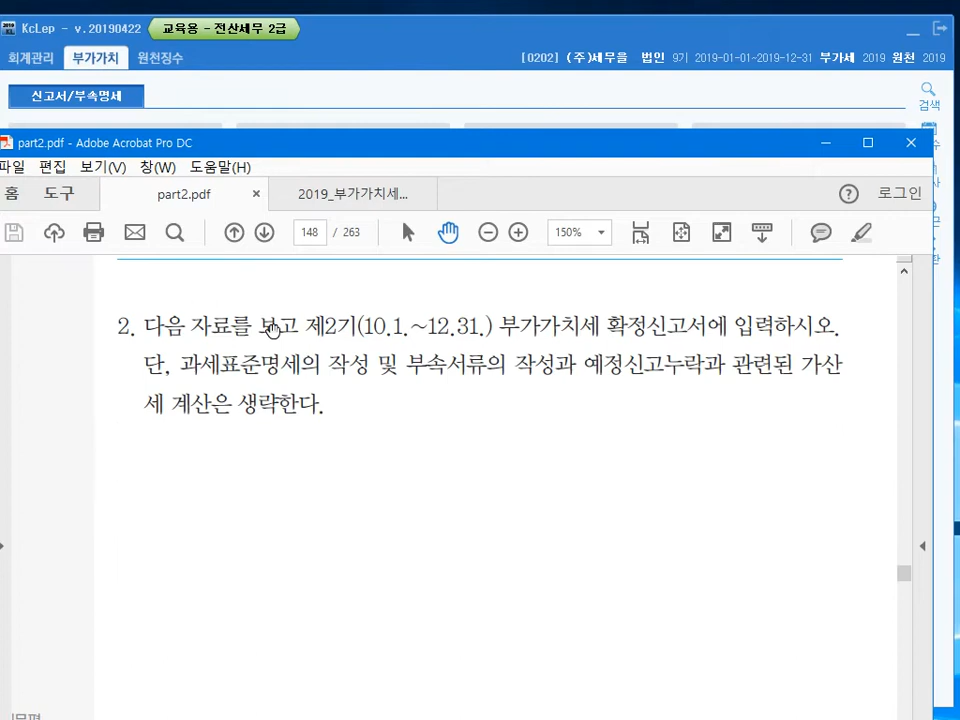 KcLep - v.20190422 교육용 - 전산세무 2급
회계관리 부가가치 원천징수 [0202] (주)세무을 법인 9기 2019-01-01~2019-12-31 부가세 2019 원천 2019
신고서/부속명세
검색
part2.pdf - Adobe Acrobat Pro DC
파일 편집 보기(V) 창(W) 도움말(H)
홈 도구 part2.pdf × 2019_부가가치세... 로그인
148 / 263 150%
2. 다음 자료를 보고 제2기(10.1.~12.31.) 부가가치세 확정신고서에 입력하시오.
단, 과세표준명세의 작성 및 부속서류의 작성과 예정신고누락과 관련된 가산
세 계산은 생략한다.